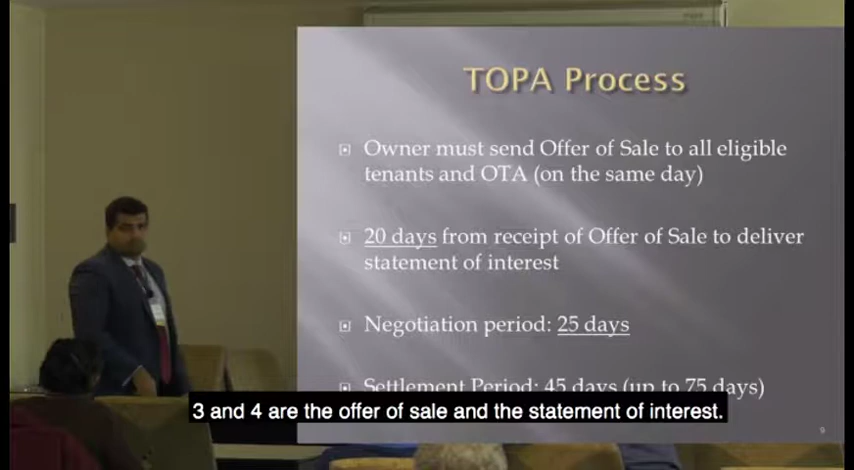 TOPA Process
Owner must send Offer of Sale to all eligible
tenants and OTA (on the same day)
20 days from receipt of Offer of Sale to deliver
statement of interest
Negotiation period: 25 days
Settlement Period: 45 days (up to 75 days)
3 and 4 are the offer of sale and the statement of interest.
9